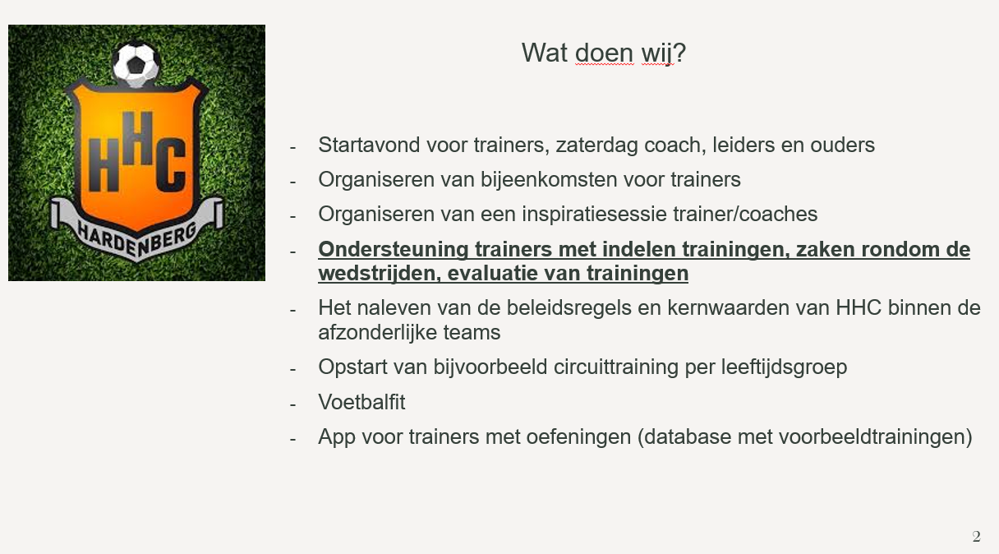 HHC
HARDENBERG
Wat doen wij?
- Startavond voor trainers, zaterdag coach, leiders en ouders
- Organiseren van bijeenkomsten voor trainers
- Organiseren van een inspiratiesessie trainer/coaches
- Ondersteuning trainers met indelen trainingen, zaken rondom de
wedstrijden, evaluatie van trainingen
- Het naleven van de beleidsregels en kernwaarden van HHC binnen de
afzonderlijke teams
- Opstart van bijvoorbeeld circuittraining per leeftijdsgroep
- Voetbalfit
- App voor trainers met oefeningen (database met voorbeeldtrainingen)
2